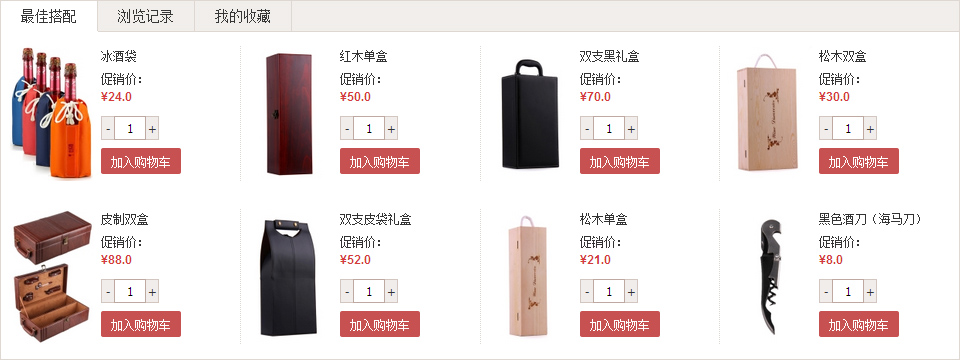 最佳搭配 浏览记录 我的收藏
冰酒袋
促销价：
¥24.0
- 1 +
加入购物车
红木单盒
促销价：
¥50.0
- 1 +
加入购物车
双支黑礼盒
促销价：
¥70.0
- 1 +
加入购物车
松木双盒
促销价：
¥30.0
- 1 +
加入购物车
皮制双盒
促销价：
¥88.0
- 1 +
加入购物车
双支皮袋礼盒
促销价：
¥52.0
- 1 +
加入购物车
松木单盒
促销价：
¥21.0
- 1 +
加入购物车
黑色酒刀（海马刀）
促销价：
¥8.0
- 1 +
加入购物车